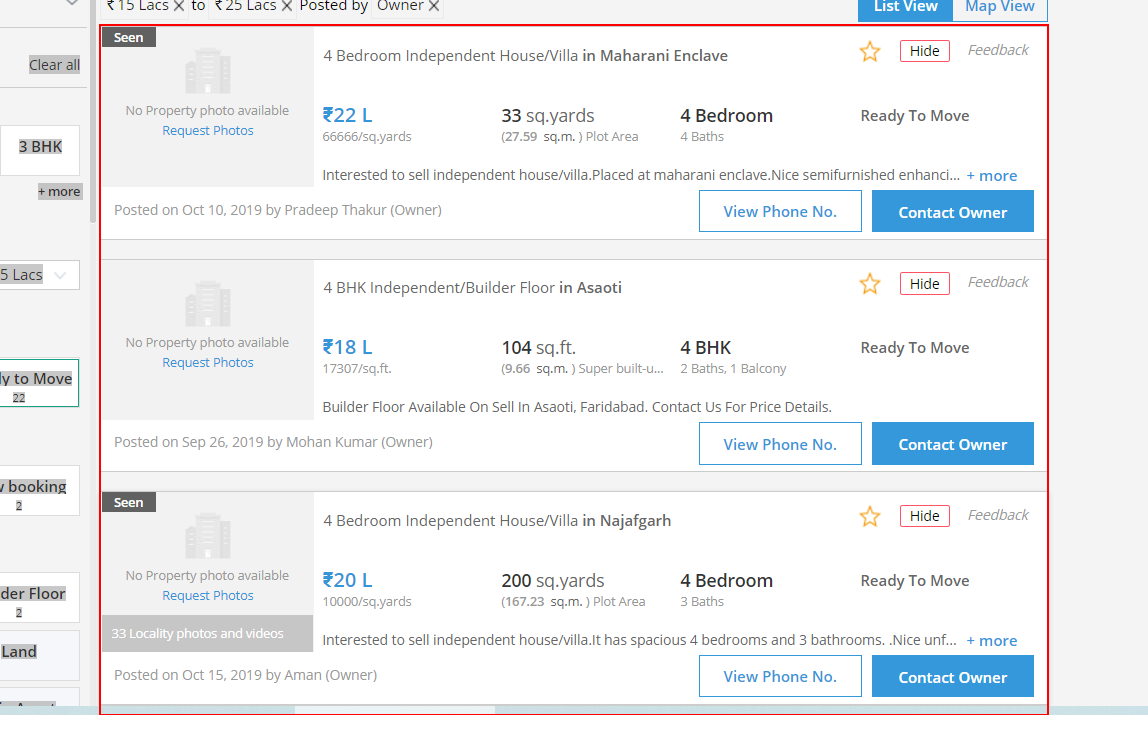 ₹ 15 Lacs ✕ to ₹ 25 Lacs ✕ Posted by Owner ✕
List View Map View
Clear all
3 BHK
+ more
5 Lacs
ly to Move
22
v booking
2
der Floor
2
Land
Seen
No Property photo available
Request Photos
4 Bedroom Independent House/Villa in Maharani Enclave
Hide Feedback
₹22 L 33 sq.yards 4 Bedroom Ready To Move
66666/sq.yards (27.59 sq.m. ) Plot Area 4 Baths
Interested to sell independent house/villa.Placed at maharani enclave.Nice semifurnished enhanci... + more
Posted on Oct 10, 2019 by Pradeep Thakur (Owner) View Phone No. Contact Owner
No Property photo available
Request Photos
4 BHK Independent/Builder Floor in Asaoti
Hide Feedback
₹18 L 104 sq.ft. 4 BHK Ready To Move
17307/sq.ft. (9.66 sq.m. ) Super built-u... 2 Baths, 1 Balcony
Builder Floor Available On Sell In Asaoti, Faridabad. Contact Us For Price Details.
Posted on Sep 26, 2019 by Mohan Kumar (Owner) View Phone No. Contact Owner
Seen
No Property photo available
Request Photos
33 Locality photos and videos
4 Bedroom Independent House/Villa in Najafgarh
Hide Feedback
₹20 L 200 sq.yards 4 Bedroom Ready To Move
10000/sq.yards (167.23 sq.m. ) Plot Area 3 Baths
Interested to sell independent house/villa.It has spacious 4 bedrooms and 3 bathrooms. .Nice unf... + more
Posted on Oct 15, 2019 by Aman (Owner) View Phone No. Contact Owner